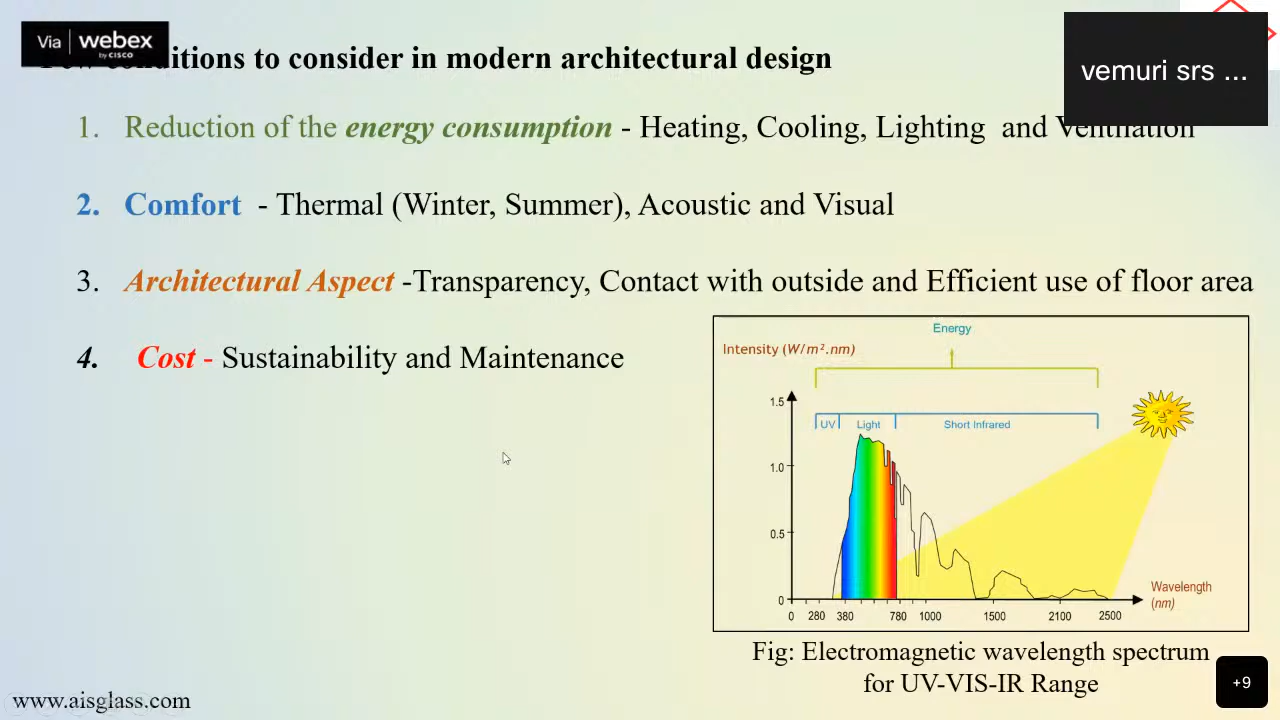 Via webex
by CISCO
conditions to consider in modern architectural design
vemuri srs ...
1. Reduction of the energy consumption - Heating, Cooling, Lighting and Ventilation
2. Comfort - Thermal (Winter, Summer), Acoustic and Visual
3. Architectural Aspect -Transparency, Contact with outside and Efficient use of floor area
4. Cost - Sustainability and Maintenance
Energy
Intensity (W/m².nm)
UV Light Short Infrared
1.5
1.0
0.5
0
0 280 380 780 1000 1500 2100 2500
Wavelength
(nm)
Fig: Electromagnetic wavelength spectrum
for UV-VIS-IR Range
www.aisglass.com
+9